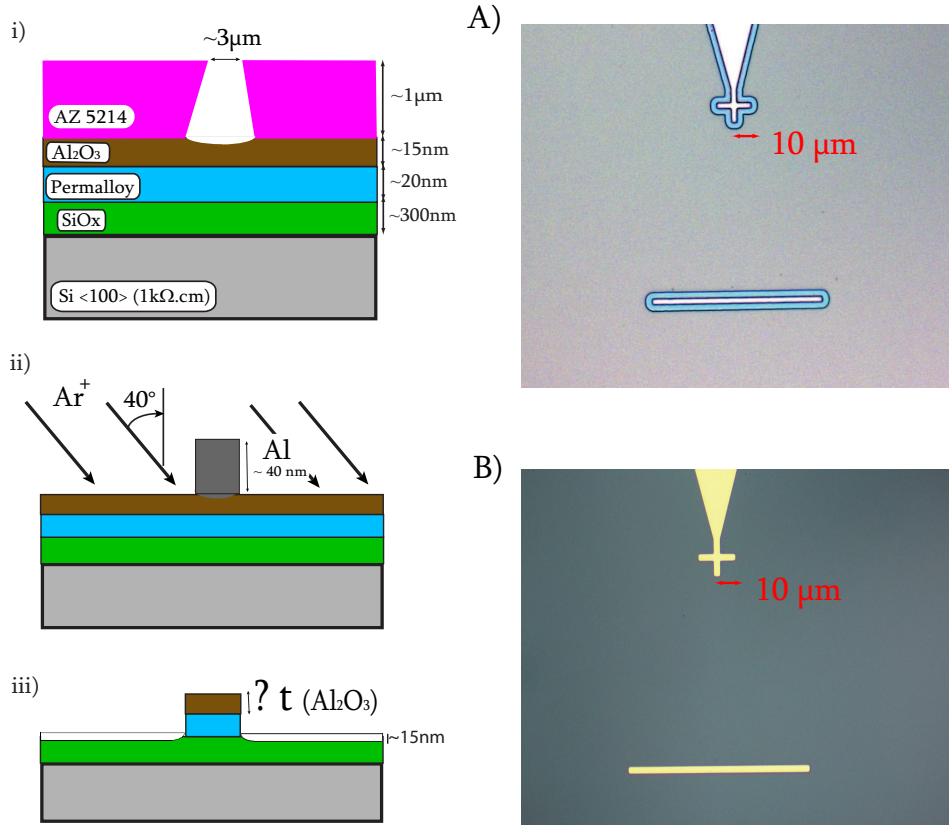 i)
~3µm
AZ 5214
~1µm
Al₂O₃
~15nm
Permalloy
~20nm
SiOx
~300nm
Si <100> (1kΩ.cm)
ii)
Ar⁺
40°
Al
~ 40 nm
iii)
? t (Al₂O₃)
~15nm
A)
10 µm
B)
10 µm